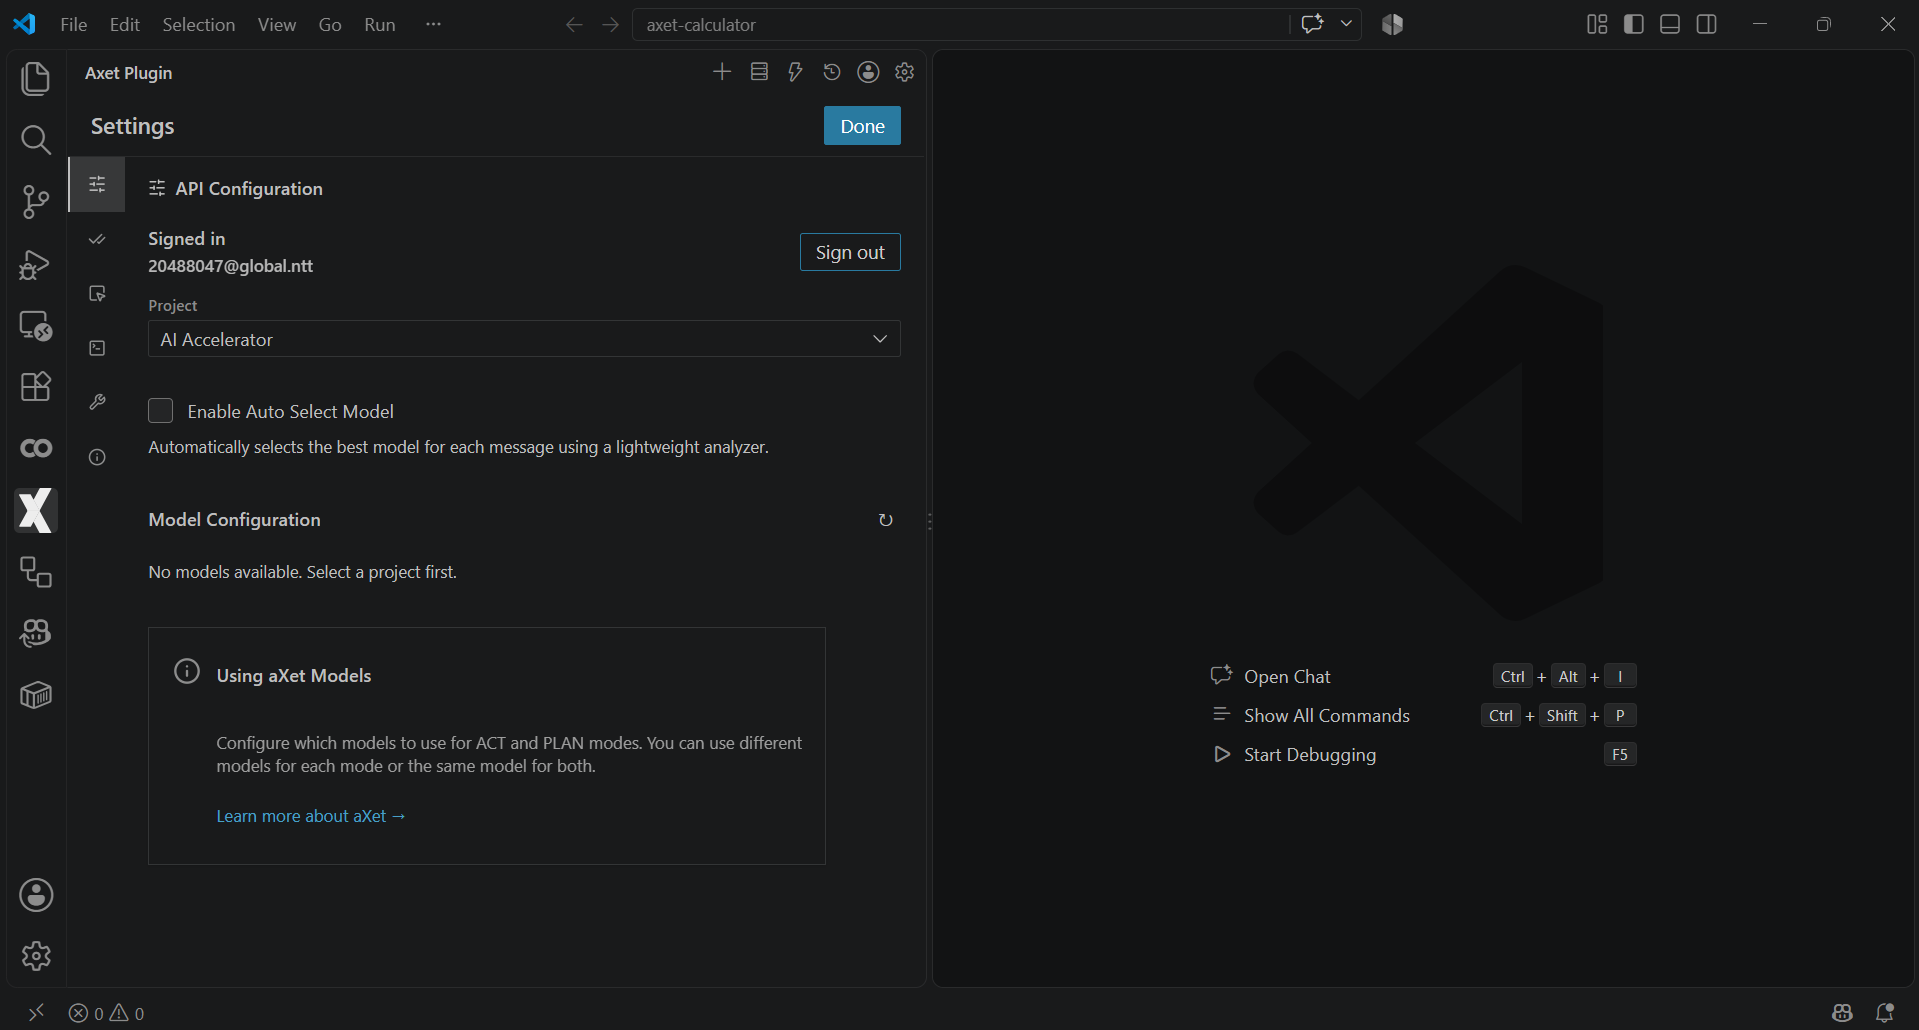 File Edit Selection View Go Run ···
axet-calculator
Axet Plugin
Settings
Done
API Configuration
Signed in
20488047@global.ntt
Sign out
Project
AI Accelerator
Enable Auto Select Model
Automatically selects the best model for each message using a lightweight analyzer.
Model Configuration
No models available. Select a project first.
Using aXet Models
Configure which models to use for ACT and PLAN modes. You can use different
models for each mode or the same model for both.
Learn more about aXet →
Open Chat Ctrl + Alt + I
Show All Commands Ctrl + Shift + P
Start Debugging F5
0 0